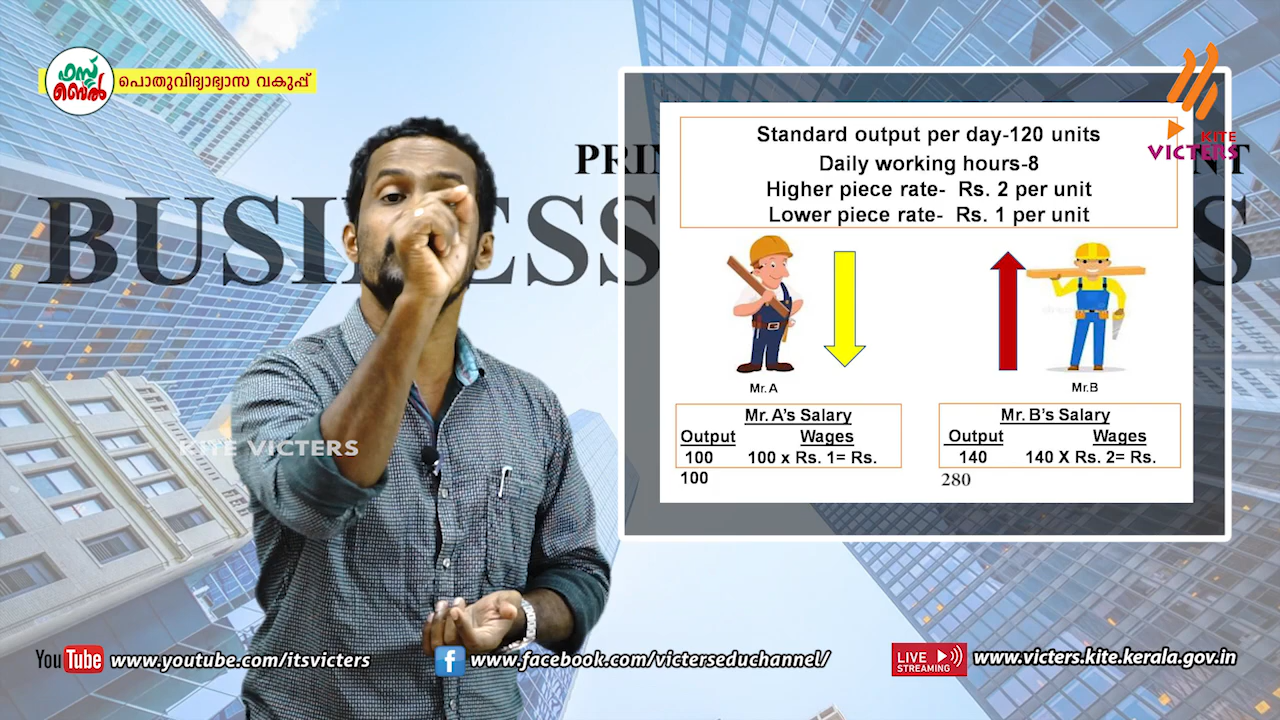 ഫസ്റ്റ്
ബെൽ
പൊതുവിദ്യാഭ്യാസ വകുപ്പ്
KITE
VICTERS
Standard output per day-120 units
Daily working hours-8
Higher piece rate- Rs. 2 per unit
Lower piece rate- Rs. 1 per unit
Mr. A
Mr.B
Mr. A's Salary
Output Wages
100 100 x Rs. 1= Rs.
100
Mr. B's Salary
Output Wages
140 140 X Rs. 2= Rs.
280
KITE VICTERS
YouTube www.youtube.com/itsvicters
f www.facebook.com/victerseduchannel/
LIVE
STREAMING
www.victers.kite.kerala.gov.in